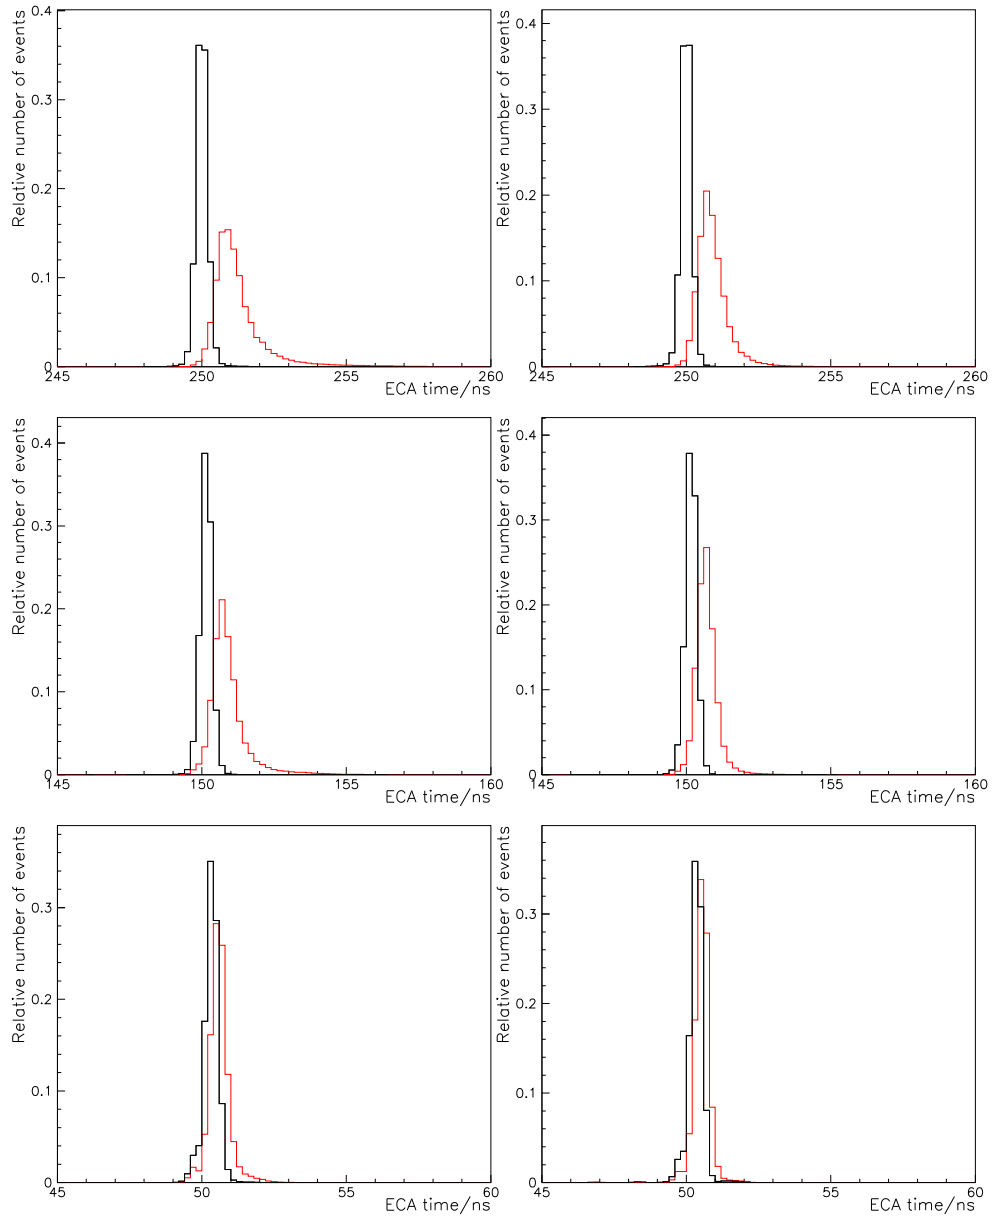 Relative number of events
0.4
0.3
0.2
0.1
0
245 250 255 260
ECA time/ns
Relative number of events
0.4
0.3
0.2
0.1
0
245 250 255 260
ECA time/ns
Relative number of events
0.4
0.3
0.2
0.1
0
145 150 155 160
ECA time/ns
Relative number of events
0.4
0.3
0.2
0.1
0
145 150 155 160
ECA time/ns
Relative number of events
0.3
0.2
0.1
0
45 50 55 60
ECA time/ns
Relative number of events
0.3
0.2
0.1
0
45 50 55 60
ECA time/ns